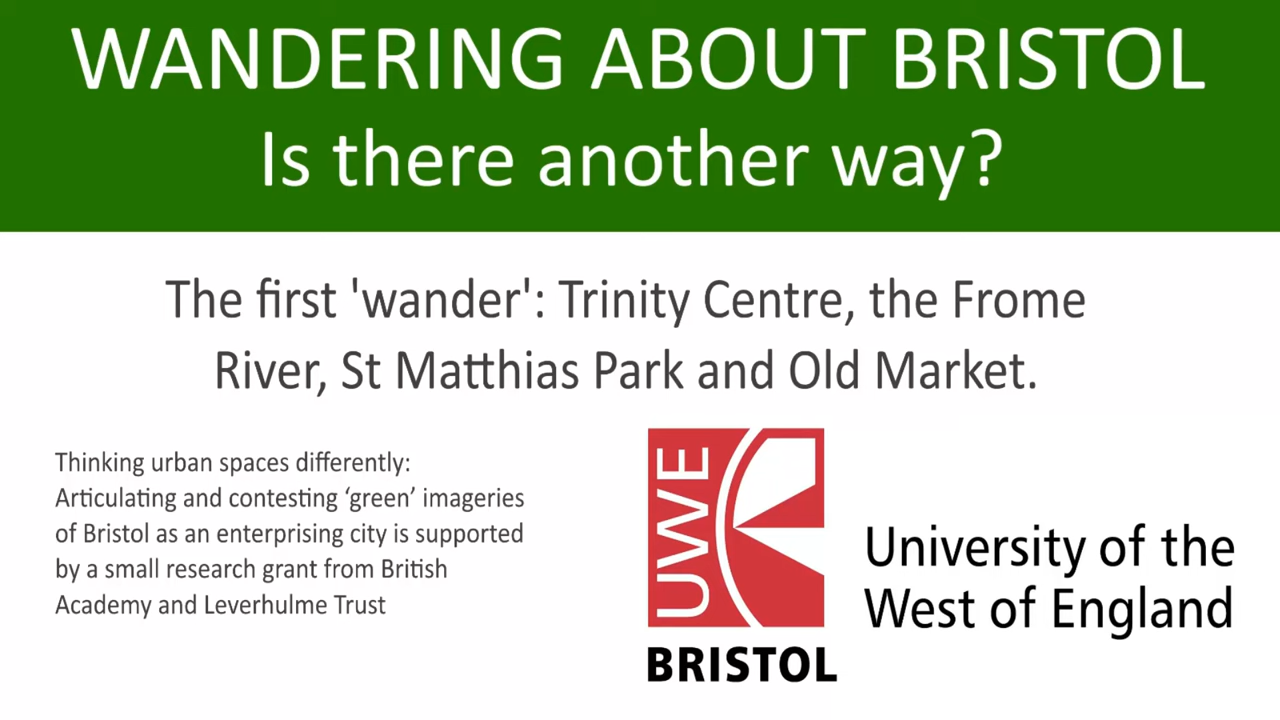 WANDERING ABOUT BRISTOL
Is there another way?
The first 'wander': Trinity Centre, the Frome
River, St Matthias Park and Old Market.
Thinking urban spaces differently:
Articulating and contesting ‘green’ imageries
of Bristol as an enterprising city is supported
by a small research grant from British
Academy and Leverhulme Trust
UWE
BRISTOL
University of the
West of England